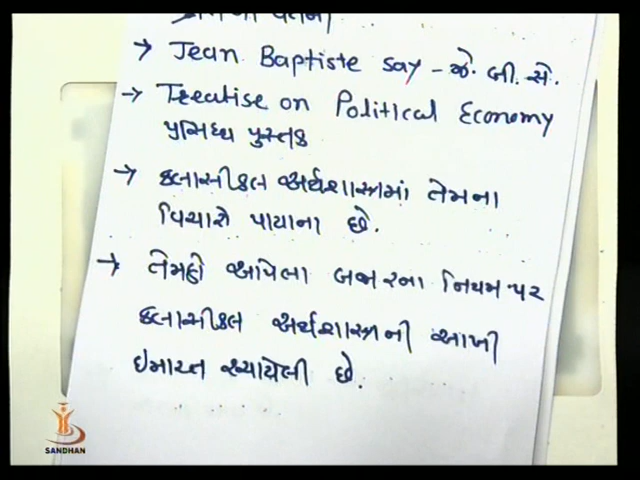 → Jean Baptiste say – જે. બી. સે.
→ Treatise on Political Economy
પ્રસિધ્ધ પુસ્તક
→ ક્લાસીકલ અર્થશાસ્ત્રમાં તેમના
વિચારો પાયાના છે.
→ તેમણે આપેલા બજારના નિયમ પર
ક્લાસીકલ અર્થશાસ્ત્રની આખી
ઇમારત રચાયેલી છે.
SANDHAN